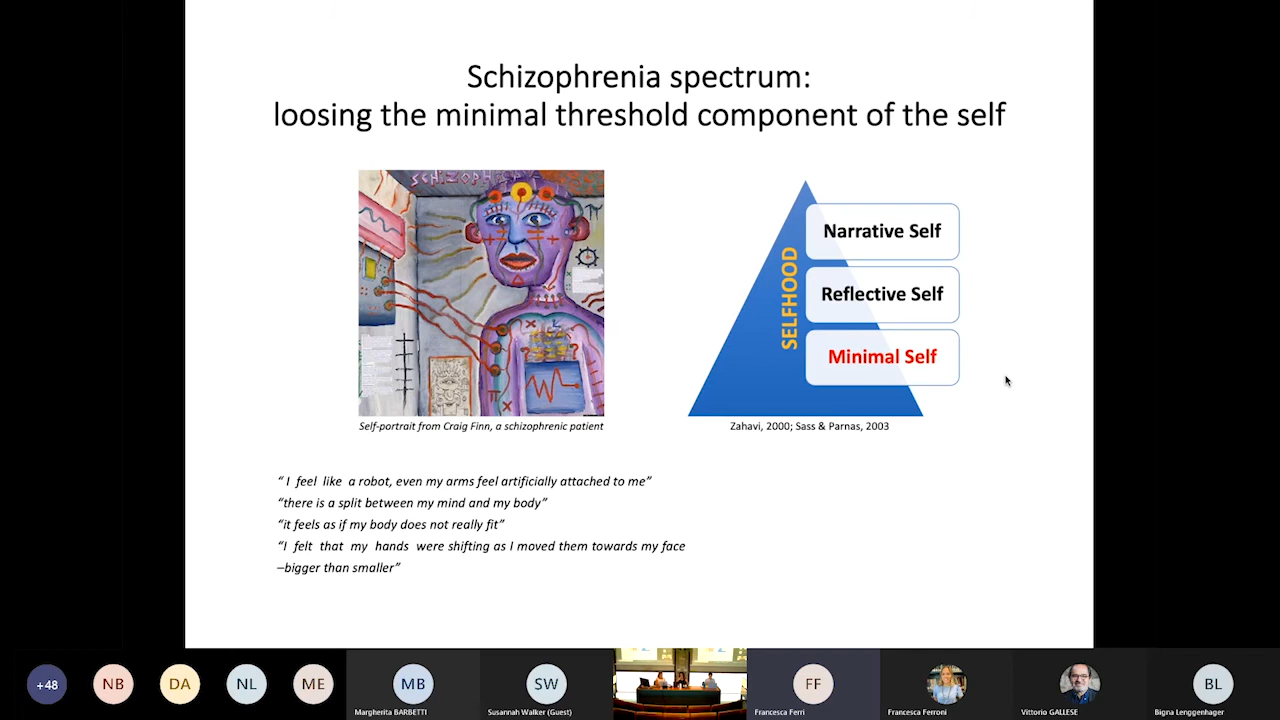 Schizophrenia spectrum:
loosing the minimal threshold component of the self
SCHIZOPH
SELFHOOD
Narrative Self
Reflective Self
Minimal Self
Self-portrait from Craig Finn, a schizophrenic patient
Zahavi, 2000; Sass & Parnas, 2003
“ I feel like a robot, even my arms feel artificially attached to me”
“there is a split between my mind and my body”
“it feels as if my body does not really fit”
“I felt that my hands were shifting as I moved them towards my face
–bigger than smaller”
+48
NB
DA
NL
ME
MB
SW
FF
BL
Margherita BARBETTI
Susannah Walker (Guest)
Francesca Ferri
Francesca Ferroni
Vittorio GALLESE
Bigna Lenggenhager